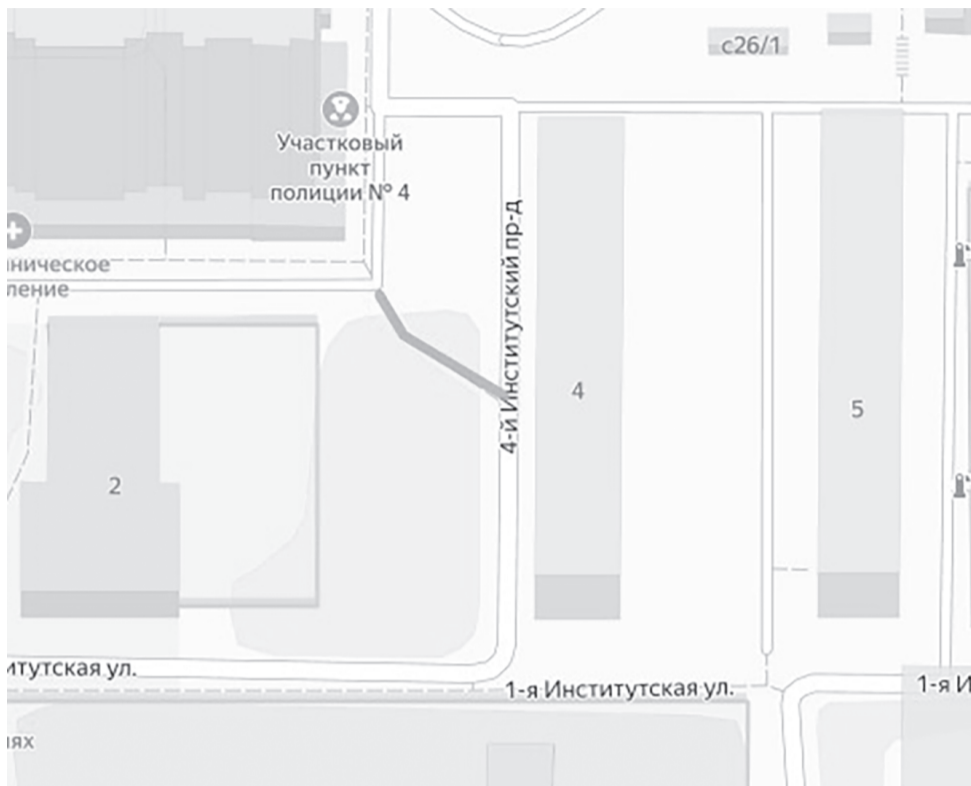 с26/1
Участковый
пункт
полиции № 4
ническое
ление
4-й Институтский пр-д
4
5
2
итутская ул.
1-я Институтская ул.
1-я И
иях